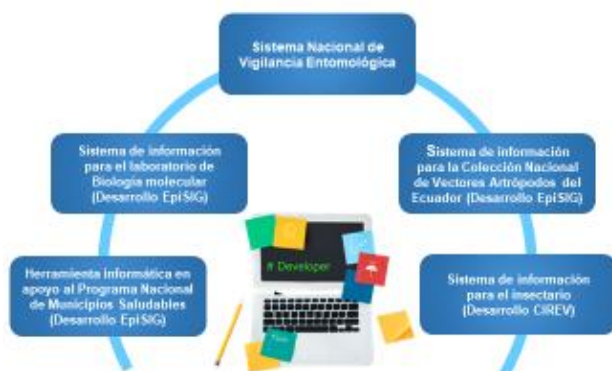 Sistema Nacional de
Vigilancia Entomológica
Sistema de información
para el laboratorio de
Biología molecular
(Desarrollo EpiSIG)
Sistema de información
para la Colección Nacional
de Vectores Artrópodos del
Ecuador (Desarrollo EpiSIG)
Herramienta informática en
apoyo al Programa Nacional
de Municipios Saludables
(Desarrollo EpiSIG)
# Developer
Sistema de información
para el insectario
(Desarrollo CIREV)